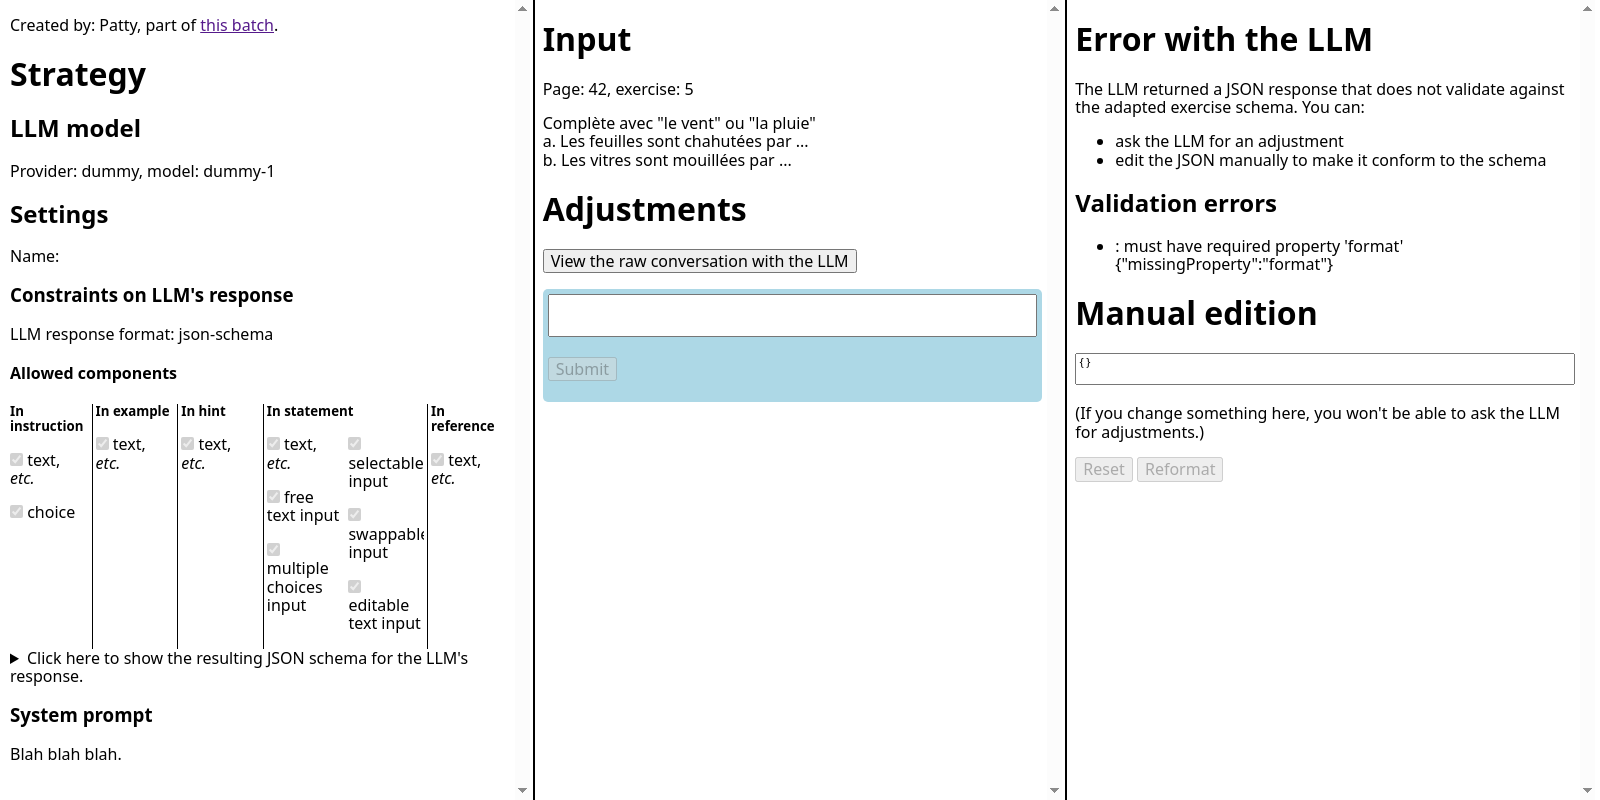 Created by: Patty, part of this batch.
Strategy
LLM model
Provider: dummy, model: dummy-1
Settings
Name:
Constraints on LLM's response
LLM response format: json-schema
Allowed components
In
instruction
text,
etc.
choice
In example
text,
etc.
In hint
text,
etc.
In statement
text,
etc.
free
text input
multiple
choices
input
selectable
input
swappable
input
editable
text input
In
reference
text,
etc.
Click here to show the resulting JSON schema for the LLM's
response.
System prompt
Blah blah blah.
Input
Page: 42, exercise: 5
Complète avec "le vent" ou "la pluie"
a. Les feuilles sont chahutées par ...
b. Les vitres sont mouillées par ...
Adjustments
View the raw conversation with the LLM
Submit
Error with the LLM
The LLM returned a JSON response that does not validate against
the adapted exercise schema. You can:
ask the LLM for an adjustment
edit the JSON manually to make it conform to the schema
Validation errors
: must have required property 'format'
{"missingProperty":"format"}
Manual edition
{}
(If you change something here, you won't be able to ask the LLM
for adjustments.)
Reset Reformat